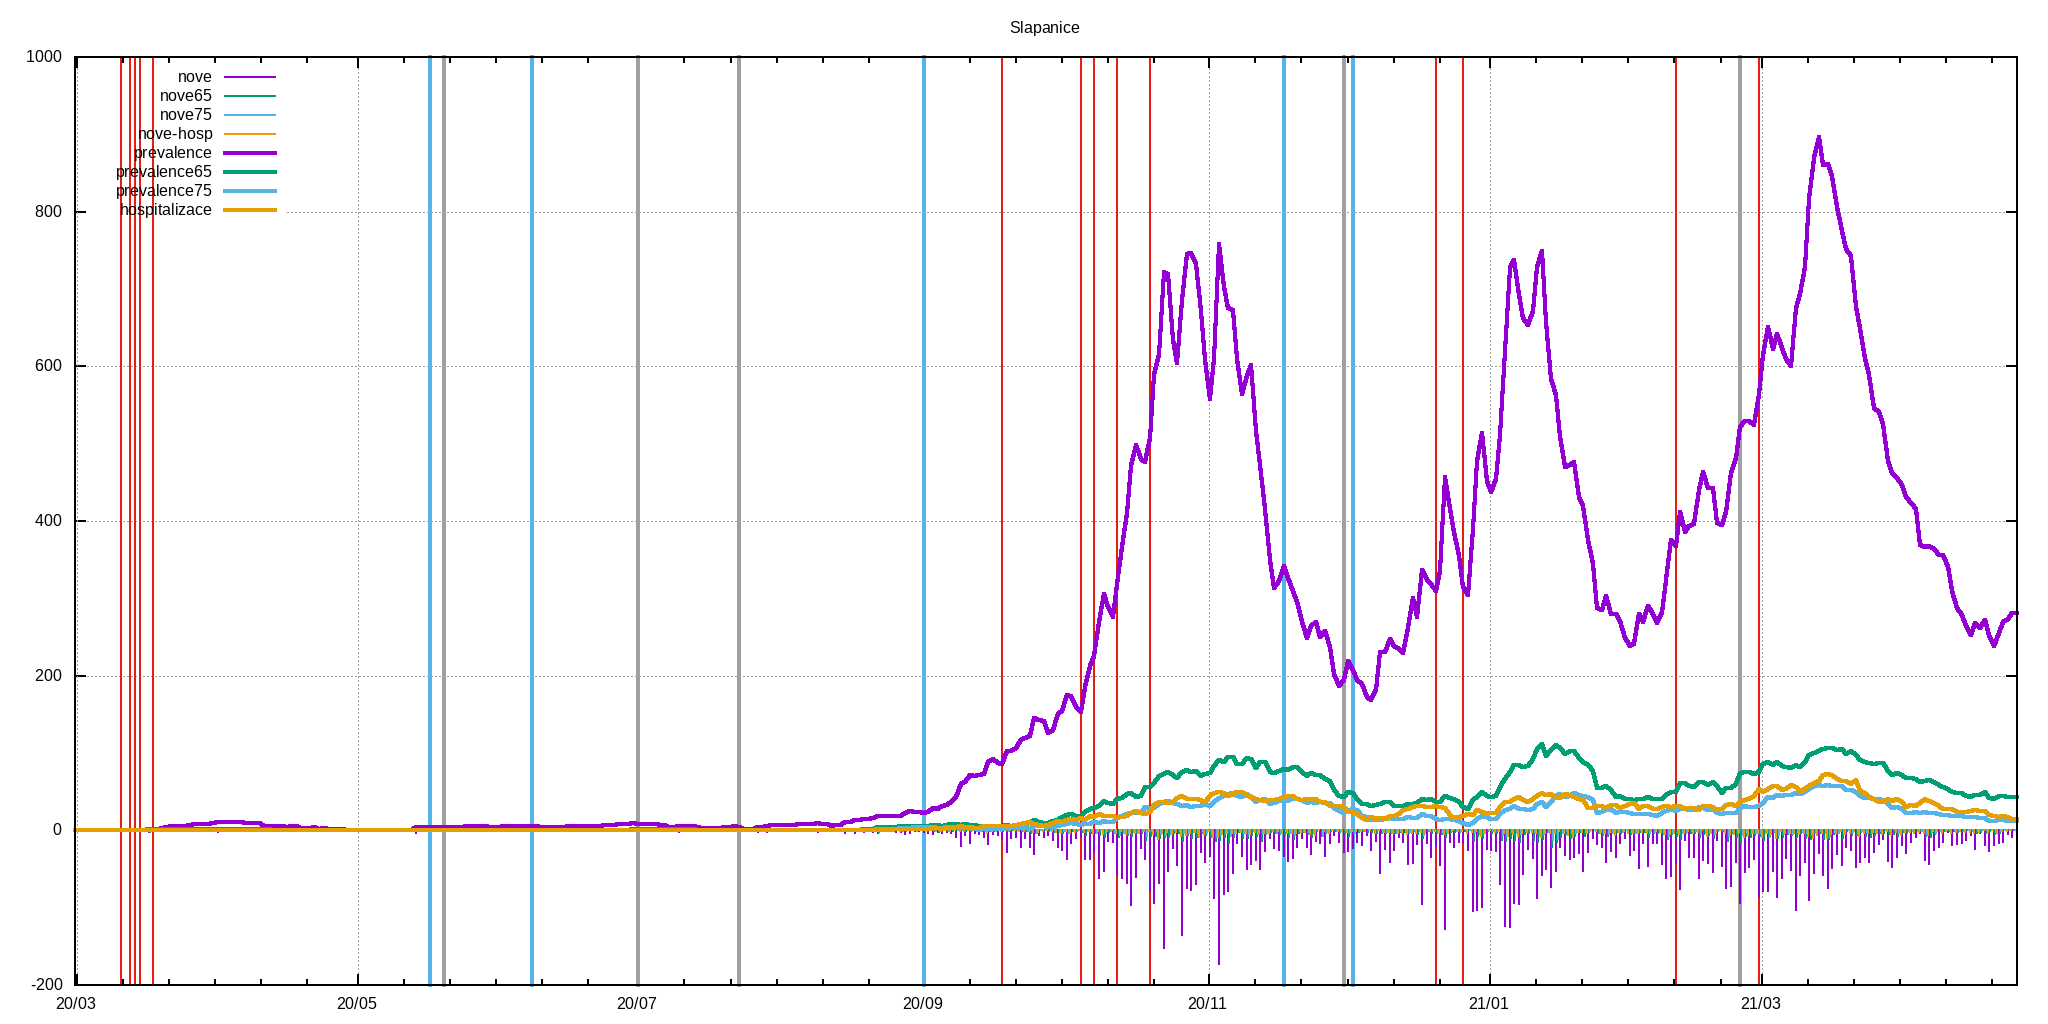 Slapanice
1000
nove
nove65
nove75
nove-hosp
prevalence
prevalence65
prevalence75
hospitalizace
800
600
400
200
0
-200
20/03 20/05 20/07 20/09 20/11 21/01 21/03